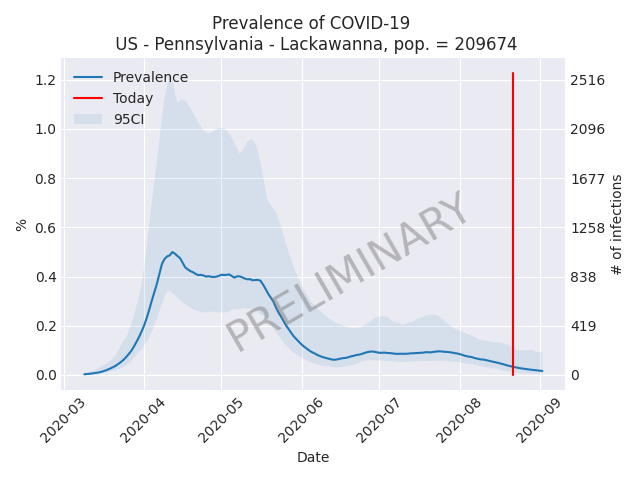 Prevalence of COVID-19
US - Pennsylvania - Lackawanna, pop. = 209674
Prevalence
Today
95CI
PRELIMINARY
%
1.2
1.0
0.8
0.6
0.4
0.2
0.0
2516
2096
1677
1258
838
419
0
# of infections
2020-03
2020-04
2020-05
2020-06
2020-07
2020-08
2020-09
Date